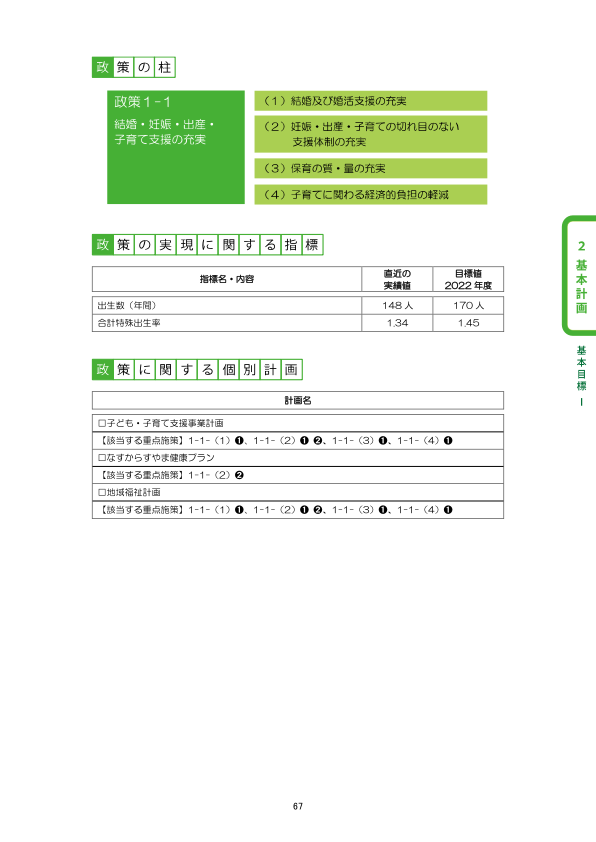 政策の柱
政策1-1
結婚・妊娠・出産・
子育て支援の充実
（1）結婚及び婚活支援の充実
（2）妊娠・出産・子育ての切れ目のない
支援体制の充実
（3）保育の質・量の充実
（4）子育てに関わる経済的負担の軽減
政策の実現に関する指標
指標名・内容 直近の実績値 目標値2022年度
出生数（年間） 148人 170人
合計特殊出生率 1.34 1.45
政策に関する個別計画
計画名
□子ども・子育て支援事業計画
【該当する重点施策】1-1-（1）❶、1-1-（2）❶ ❷、1-1-（3）❶、1-1-（4）❶
□なすからすやま健康プラン
【該当する重点施策】1-1-（2）❷
□地域福祉計画
【該当する重点施策】1-1-（1）❶、1-1-（2）❶ ❷、1-1-（3）❶、1-1-（4）❶
2 基本計画
基本目標 Ⅰ
67